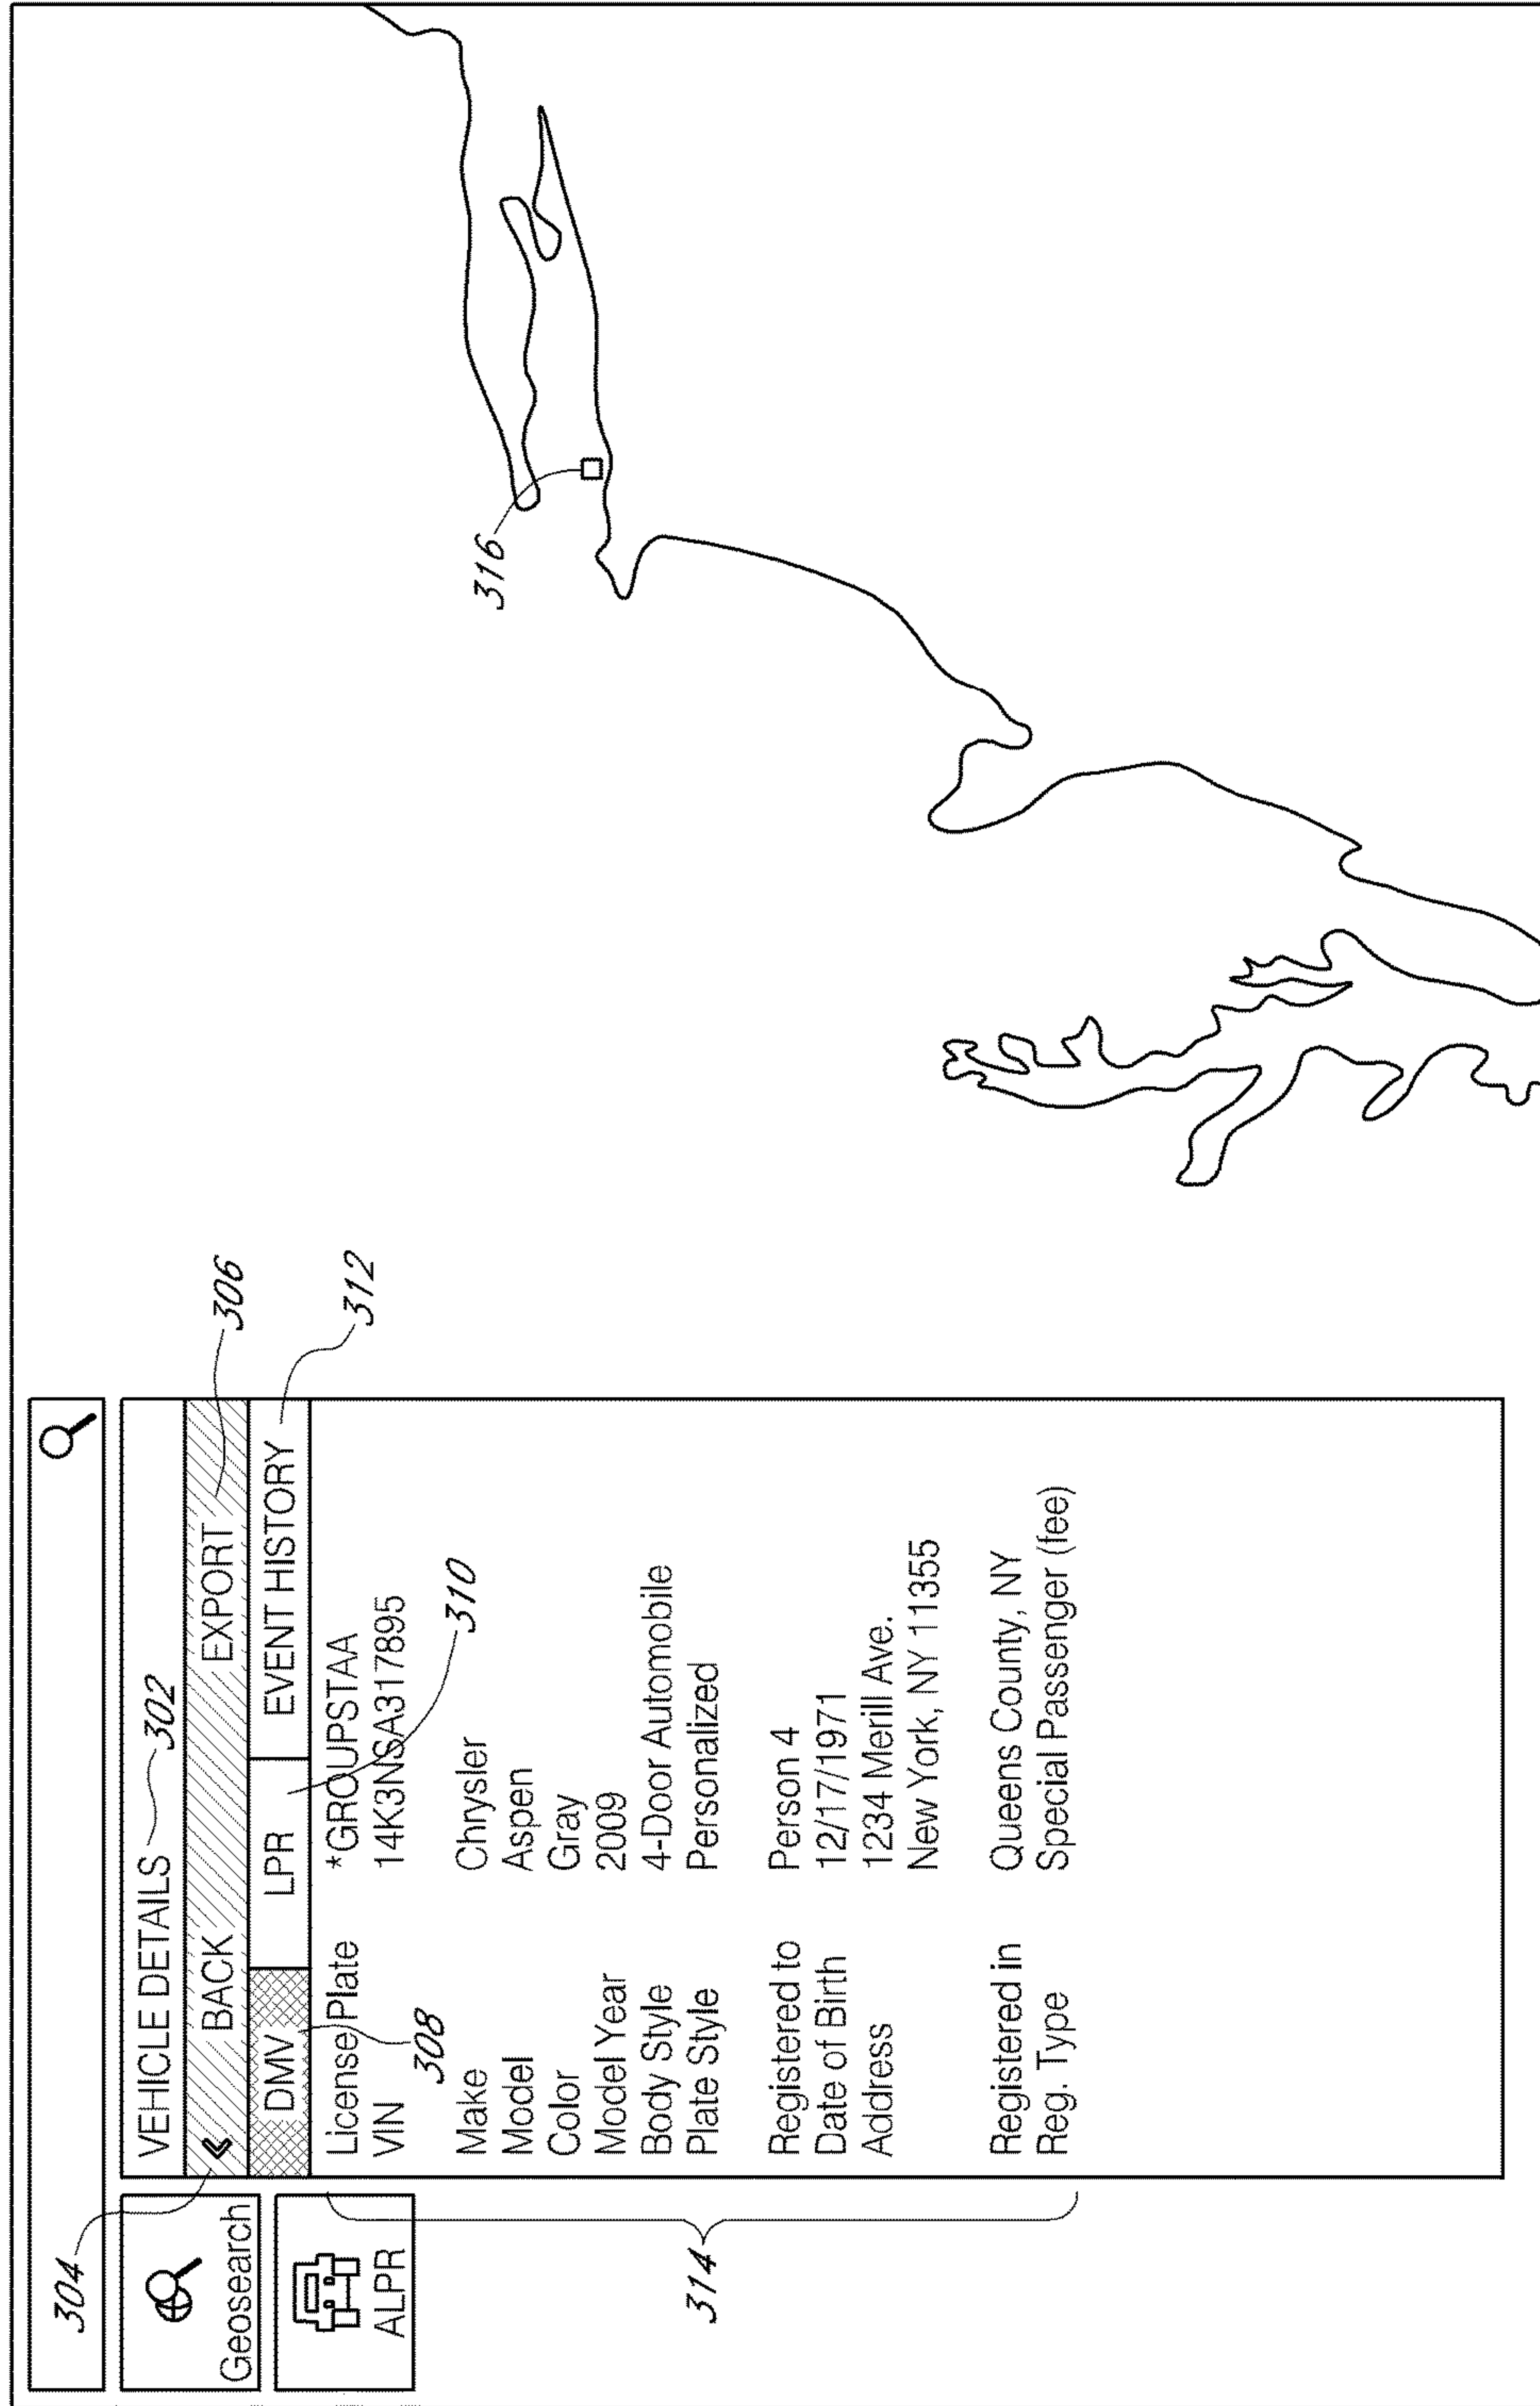 304
VEHICLE DETAILS 302
BACK EXPORT 306
Geosearch
DMV LPR EVENT HISTORY 312
ALPR
License Plate *GROUPSTAA
VIN 14K3NSA317895
308 310
Make Chrysler
Model Aspen
Color Gray
Model Year 2009
Body Style 4-Door Automobile
Plate Style Personalized
Registered to Person 4
Date of Birth 12/17/1971
Address 1234 Merill Ave.
New York, NY 11355
Registered in Queens County, NY
Reg. Type Special Passenger (fee)
314
316